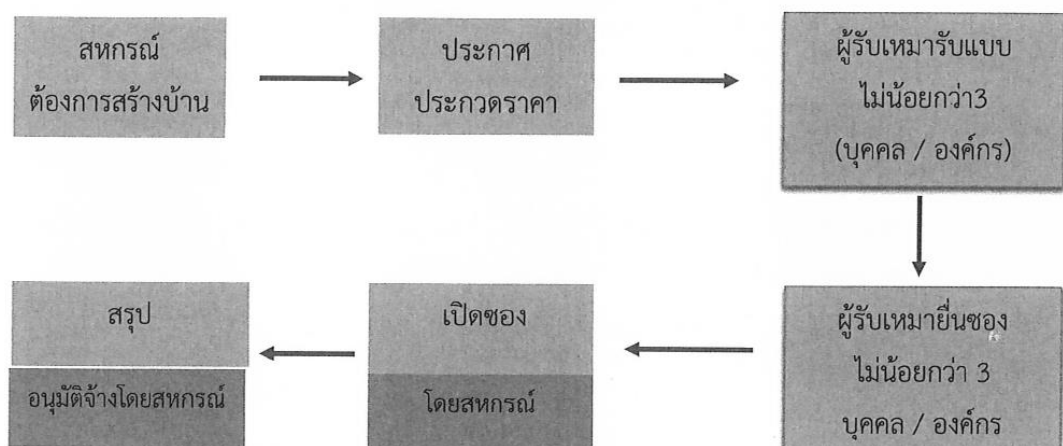 สหกรณ์
ต้องการสร้างบ้าน
ประกาศ
ประกวดราคา
ผู้รับเหมารับแบบ
ไม่น้อยกว่า3
(บุคคล / องค์กร)
ผู้รับเหมายื่นซอง
ไม่น้อยกว่า 3
บุคคล / องค์กร
เปิดซอง
โดยสหกรณ์
สรุป
อนุมัติจ้างโดยสหกรณ์